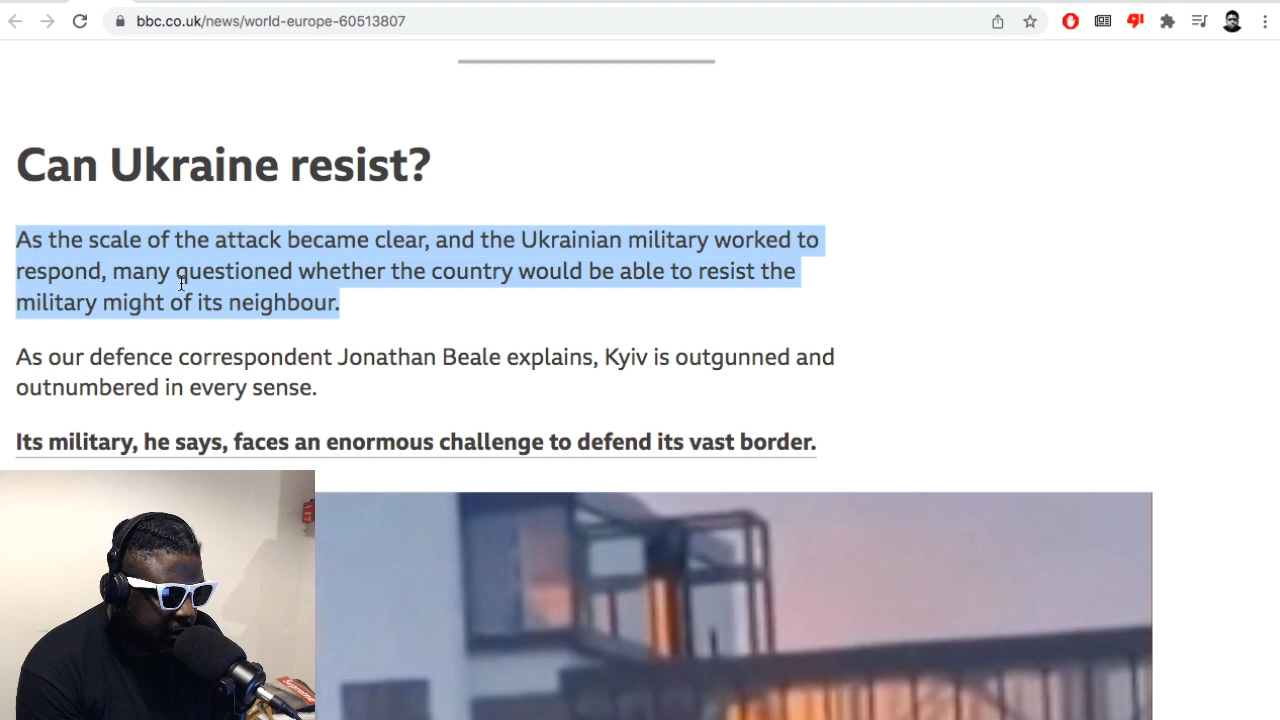 bbc.co.uk/news/world-europe-60513807
Can Ukraine resist?
As the scale of the attack became clear, and the Ukrainian military worked to
respond, many questioned whether the country would be able to resist the
military might of its neighbour.
As our defence correspondent Jonathan Beale explains, Kyiv is outgunned and
outnumbered in every sense.
Its military, he says, faces an enormous challenge to defend its vast border.
Supreme